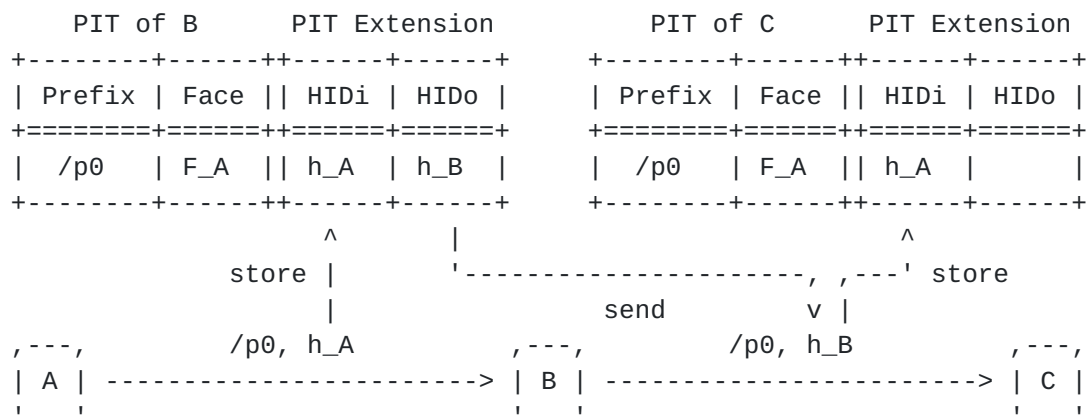 PIT of B      PIT Extension          PIT of C      PIT Extension
+--------+------++------+------+     +--------+------++------+------+
| Prefix | Face || HIDi | HIDo |     | Prefix | Face || HIDi | HIDo |
+========+======++======+======+     +========+======++======+======+
|  /p0   | F_A  || h_A  | h_B  |     |  /p0   | F_A  || h_A  |      |
+--------+------++------+------+     +--------+------++------+------+
                    ^       |                            ^
              store |       '----------------------, ,---' store
                    |                 send         v |
,---,         /p0, h_A          ,---,         /p0, h_B          ,---,
| A | ------------------------> | B | ------------------------> | C |
'   '                           '   '                           '   '